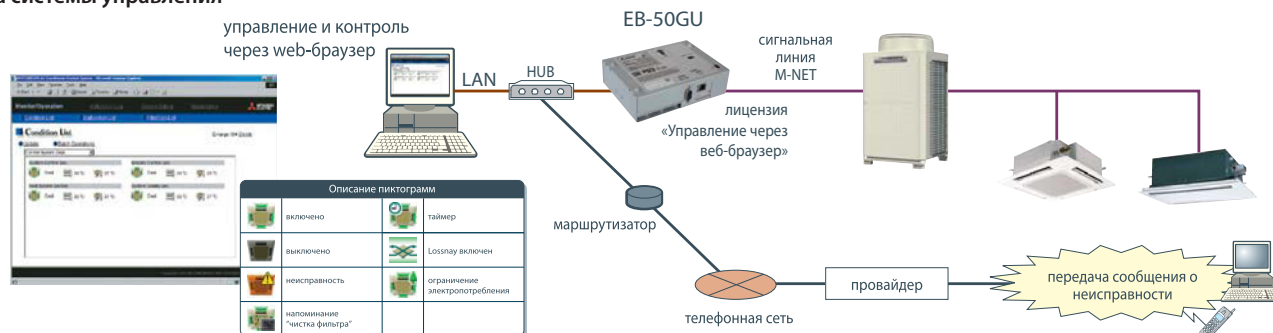 а системы управления
управление и контроль
через web-браузер
LAN
HUB
EB-50GU
сигнальная
линия
M-NET
лицензия
«Управление через
веб-браузер»
Condition List
маршрутизатор
Описание пиктограмм
включено
таймер
выключено
Lossnay включен
неисправность
ограничение
электропотребления
напоминание
"чистка фильтра"
телефонная сеть
провайдер
передача сообщения о
неисправности